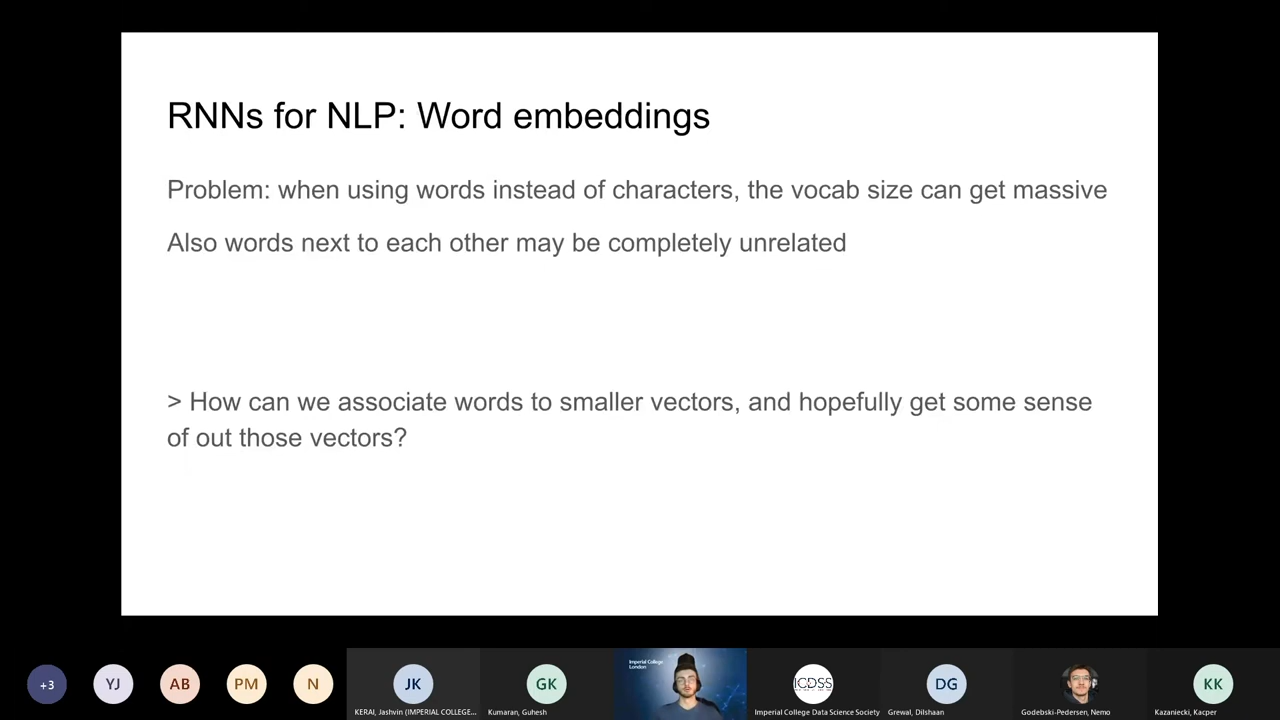 RNNs for NLP: Word embeddings
Problem: when using words instead of characters, the vocab size can get massive
Also words next to each other may be completely unrelated
> How can we associate words to smaller vectors, and hopefully get some sense
of out those vectors?
+3
YJ
AB
PM
N
JK
GK
Imperial College
London
ICDSS
DG
KK
KERAI, Jashvin (IMPERIAL COLLEGE...
Kumaran, Guhesh
Imperial College Data Science Society
Grewal, Dilshaan
Godebski-Pedersen, Nemo
Kazaniecki, Kacper